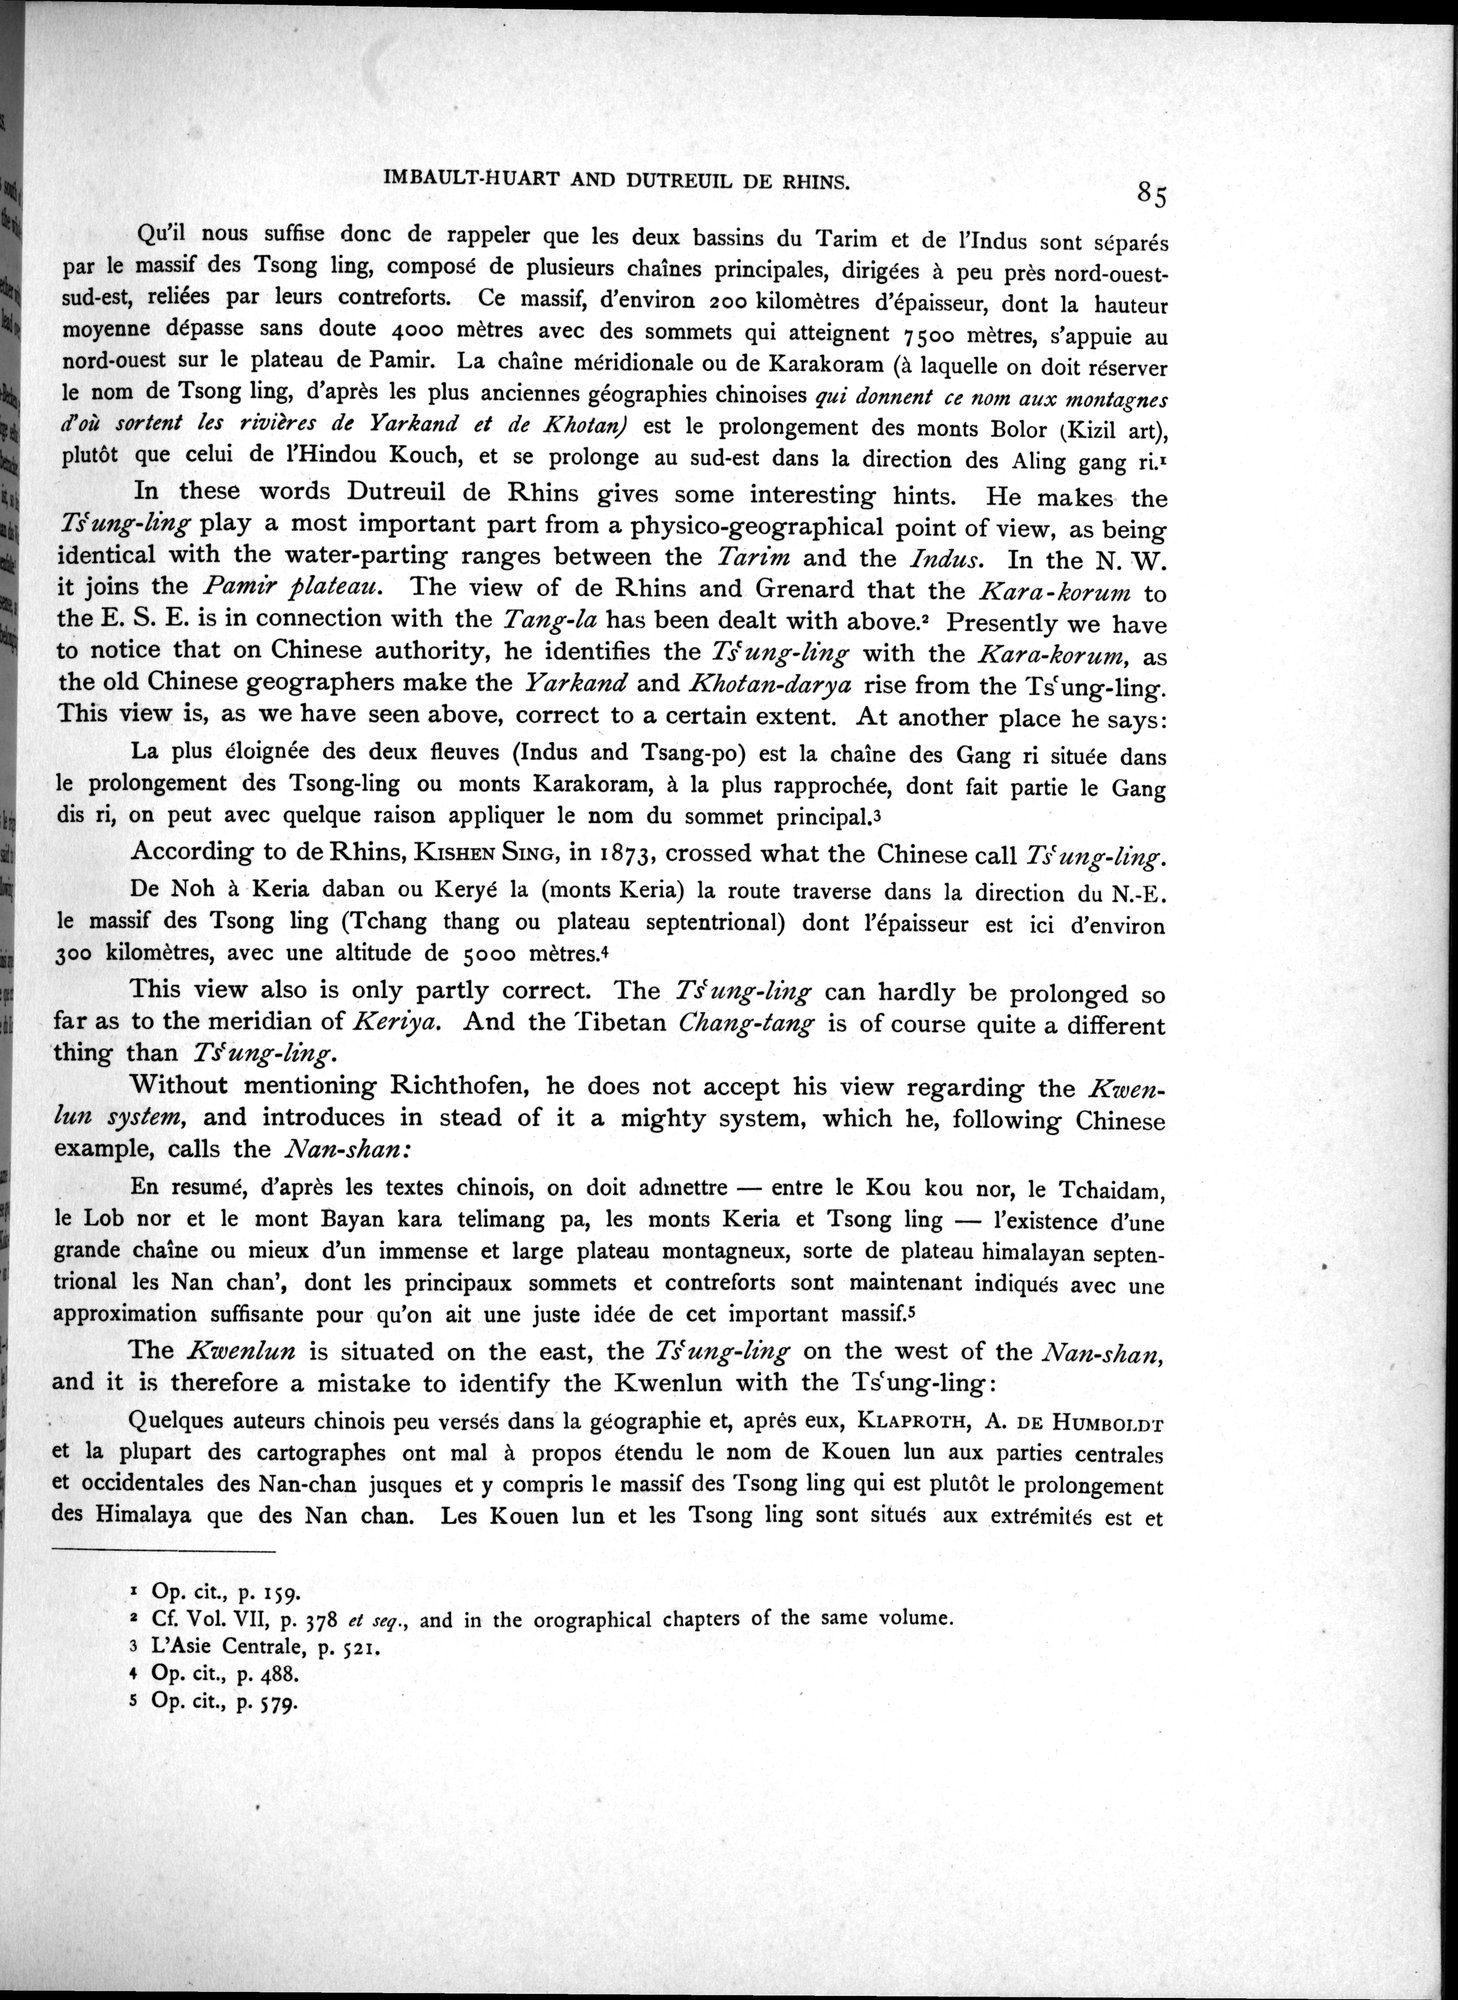 IMBAULT-HUART AND DUTREUIL DE RHINS.
85
Qu'il nous suffise donc de rappeler que les deux bassins du Tarim et de l'Indus sont séparés
par le massif des Tsong ling, composé de plusieurs chaînes principales, dirigées à peu près nord-ouest-
sud-est, reliées par leurs contreforts. Ce massif, d'environ 200 kilomètres d'épaisseur, dont la hauteur
moyenne dépasse sans doute 4000 mètres avec des sommets qui atteignent 7500 mètres, s'appuie au
nord-ouest sur le plateau de Pamir. La chaîne méridionale ou de Karakoram (à laquelle on doit réserver
le nom de Tsong ling, d'après les plus anciennes géographies chinoises qui donnent ce nom aux montagnes
d'où sortent les rivières de Yarkand et de Khotan) est le prolongement des monts Bolor (Kizil art),
plutôt que celui de l'Hindou Kouch, et se prolonge au sud-est dans la direction des Aling gang ri.¹
In these words Dutreuil de Rhins gives some interesting hints. He makes the
Tsʿung-ling play a most important part from a physico-geographical point of view, as being
identical with the water-parting ranges between the Tarim and the Indus. In the N. W.
it joins the Pamir plateau. The view of de Rhins and Grenard that the Kara-korum to
the E. S. E. is in connection with the Tang-la has been dealt with above.² Presently we have
to notice that on Chinese authority, he identifies the Tsʿung-ling with the Kara-korum, as
the old Chinese geographers make the Yarkand and Khotan-darya rise from the Tsʿung-ling.
This view is, as we have seen above, correct to a certain extent. At another place he says:
La plus éloignée des deux fleuves (Indus and Tsang-po) est la chaîne des Gang ri située dans
le prolongement des Tsong-ling ou monts Karakoram, à la plus rapprochée, dont fait partie le Gang
dis ri, on peut avec quelque raison appliquer le nom du sommet principal.³
According to de Rhins, KISHEN SING, in 1873, crossed what the Chinese call Tsʿung-ling.
De Noh à Keria daban ou Keryé la (monts Keria) la route traverse dans la direction du N.-E.
le massif des Tsong ling (Tchang thang ou plateau septentrional) dont l'épaisseur est ici d'environ
300 kilomètres, avec une altitude de 5000 mètres.⁴
This view also is only partly correct. The Tsʿung-ling can hardly be prolonged so
far as to the meridian of Keriya. And the Tibetan Chang-tang is of course quite a different
thing than Tsʿung-ling.
Without mentioning Richthofen, he does not accept his view regarding the Kwen-
lun system, and introduces in stead of it a mighty system, which he, following Chinese
example, calls the Nan-shan:
En resumé, d'après les textes chinois, on doit admettre — entre le Kou kou nor, le Tchaidam,
le Lob nor et le mont Bayan kara telimang pa, les monts Keria et Tsong ling — l'existence d'une
grande chaîne ou mieux d'un immense et large plateau montagneux, sorte de plateau himalayan septen-
trional les Nan chan', dont les principaux sommets et contreforts sont maintenant indiqués avec une
approximation suffisante pour qu'on ait une juste idée de cet important massif.⁵
The Kwenlun is situated on the east, the Tsʿung-ling on the west of the Nan-shan,
and it is therefore a mistake to identify the Kwenlun with the Tsʿung-ling:
Quelques auteurs chinois peu versés dans la géographie et, aprés eux, KLAPROTH, A. DE HUMBOLDT
et la plupart des cartographes ont mal à propos étendu le nom de Kouen lun aux parties centrales
et occidentales des Nan-chan jusques et y compris le massif des Tsong ling qui est plutôt le prolongement
des Himalaya que des Nan chan. Les Kouen lun et les Tsong ling sont situés aux extrémités est et
¹ Op. cit., p. 159.
² Cf. Vol. VII, p. 378 et seq., and in the orographical chapters of the same volume.
³ L'Asie Centrale, p. 521.
⁴ Op. cit., p. 488.
⁵ Op. cit., p. 579.